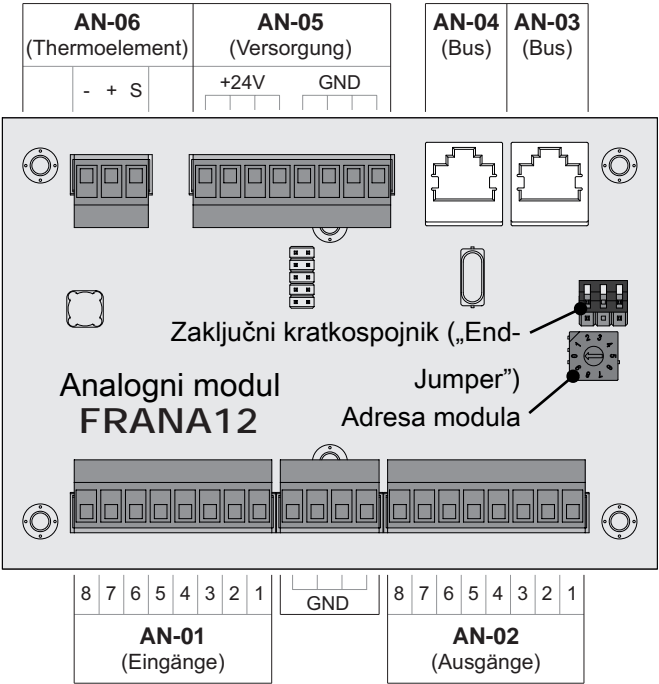 AN-06
(Thermoelement)
- + S
AN-05
(Versorgung)
+24V GND
AN-04
(Bus)
AN-03
(Bus)
Zaključni kratkospojnik („End-
Jumper”)
Analogni modul
FRANA12
Adresa modula
8 7 6 5 4 3 2 1
AN-01
(Eingänge)
GND
8 7 6 5 4 3 2 1
AN-02
(Ausgänge)